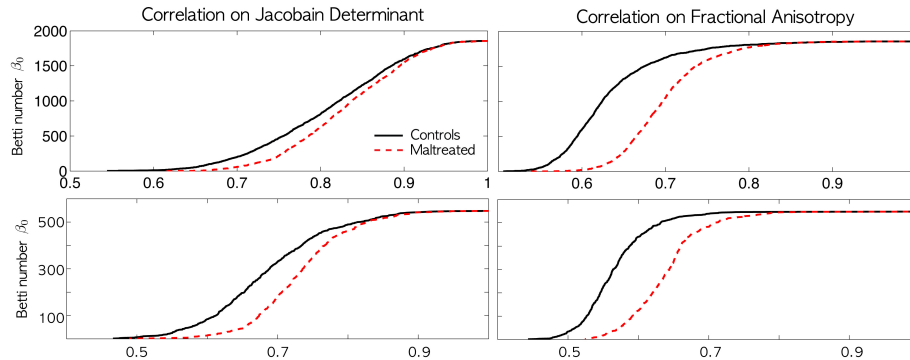 Correlation on Jacobain Determinant
Correlation on Fractional Anisotropy
Betti number β₀
2000
1500
1000
500
0
Controls
Maltreated
0.5 0.6 0.7 0.8 0.9 1
0.6 0.7 0.8 0.9
Betti number β₀
500
300
100
0.5 0.7 0.9
0.5 0.7 0.9